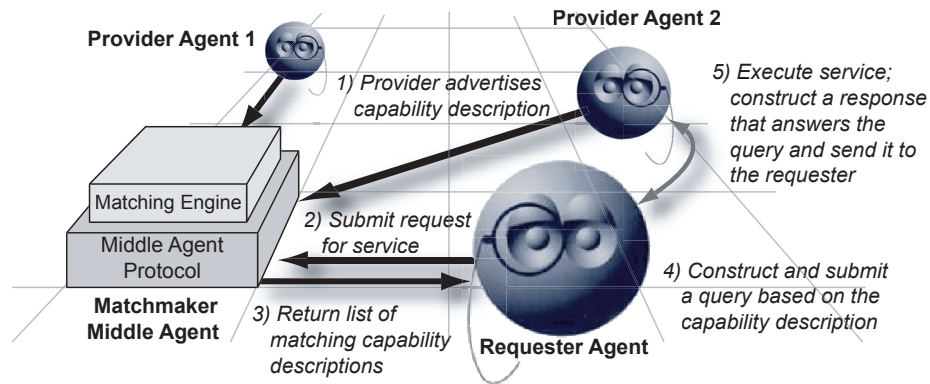 Provider Agent 1
Provider Agent 2
1) Provider advertises
capability description
5) Execute service;
construct a response
that answers the
query and send it to
the requester
Matching Engine
Middle Agent
Protocol
Matchmaker
Middle Agent
2) Submit request
for service
3) Return list of
matching capability
descriptions
Requester Agent
4) Construct and submit
a query based on the
capability description